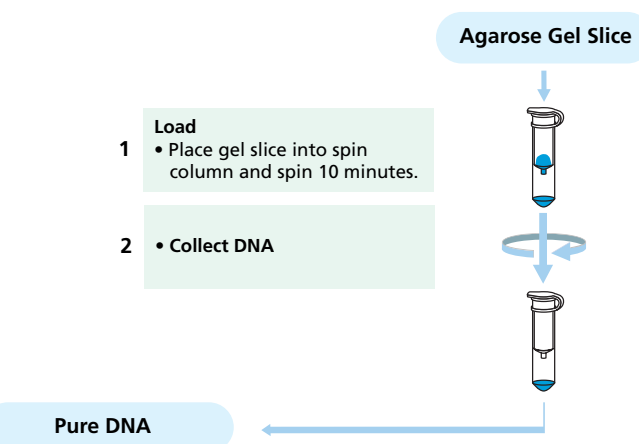 Agarose Gel Slice
1
Load
• Place gel slice into spin
column and spin 10 minutes.
2
• Collect DNA
Pure DNA